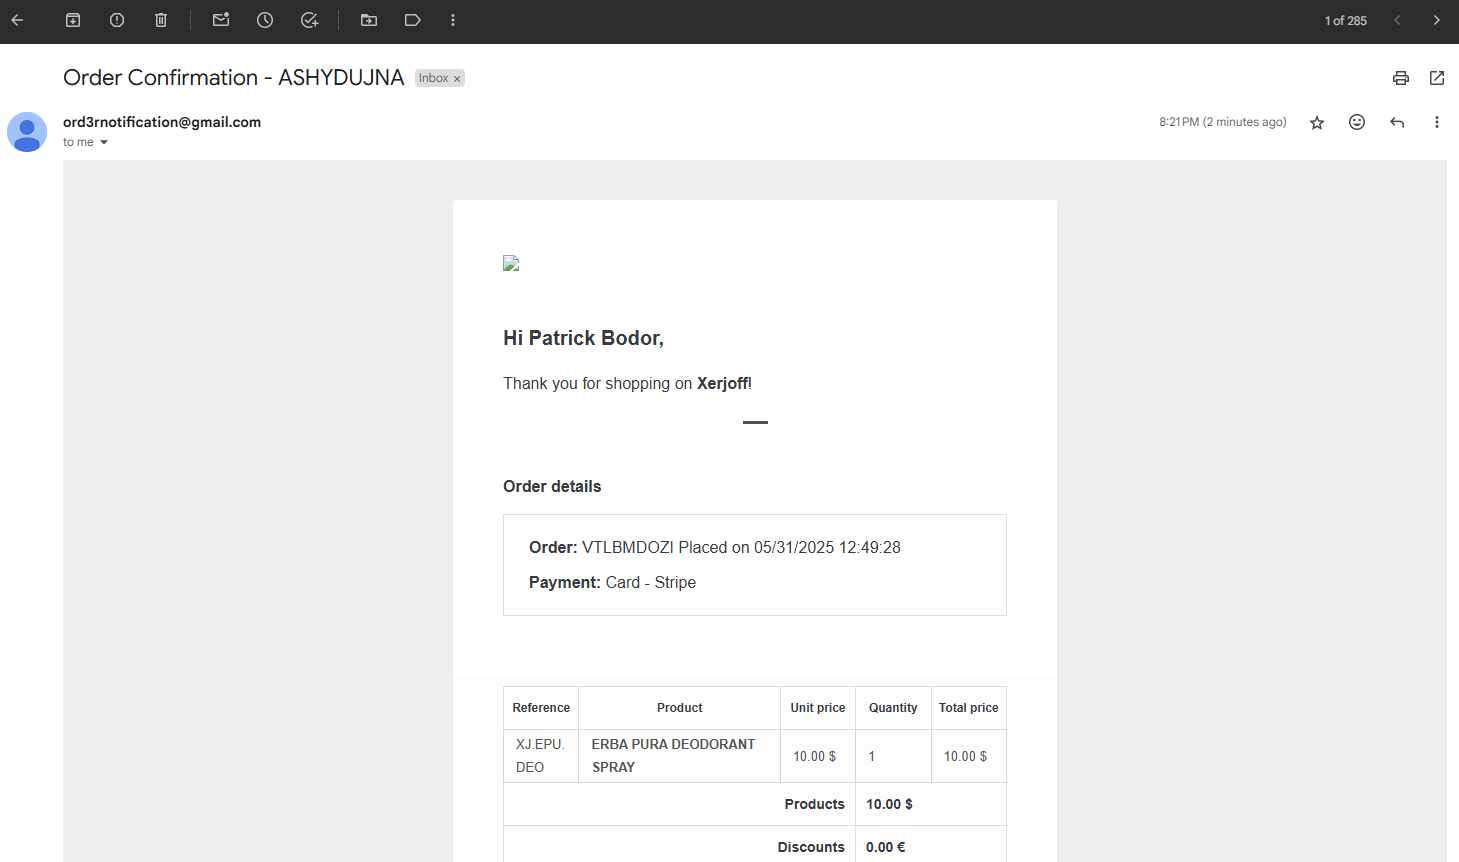 1 of 285
Order Confirmation - ASHYDUJNA Inbox ×
ord3rnotification@gmail.com
8:21 PM (2 minutes ago)
to me
Hi Patrick Bodor,
Thank you for shopping on Xerjoff!
Order details
Order: VTLBMDOZI Placed on 05/31/2025 12:49:28
Payment: Card - Stripe
Reference Product Unit price Quantity Total price
XJ.EPU.
DEO
ERBA PURA DEODORANT
SPRAY
10.00 $ 1 10.00 $
Products 10.00 $
Discounts 0.00 €